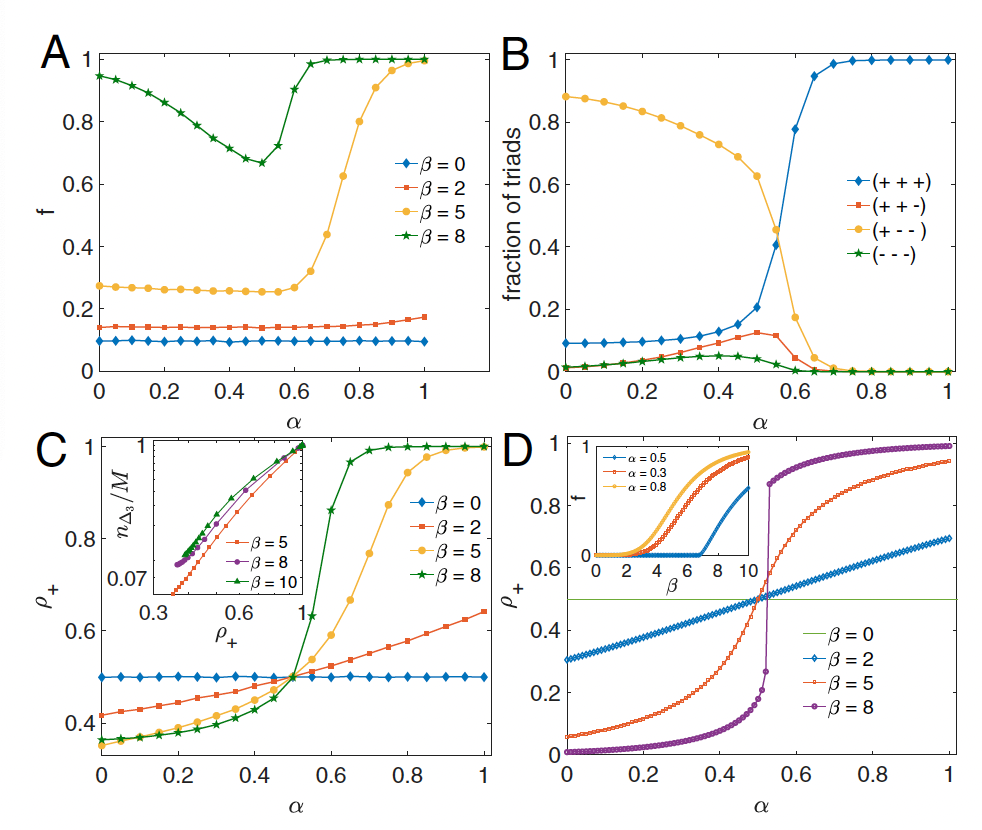 A
1
0.8
0.6
0.4
0.2
0
f
β = 0
β = 2
β = 5
β = 8
0 0.2 0.4 0.6 0.8 1
α
B
1
0.8
0.6
0.4
0.2
0
fraction of triads
(+ + +)
(+ + -)
(+ - - )
(- - -)
0 0.2 0.4 0.6 0.8 1
α
C
1
0.8
0.6
0.4
ρ+
β = 0
β = 2
β = 5
β = 8
0 0.2 0.4 0.6 0.8 1
α
1
0.07
nΔ3/M
β = 5
β = 8
β = 10
0.3 0.6 1
ρ+
D
1
0.8
0.6
0.4
0.2
0
ρ+
β = 0
β = 2
β = 5
β = 8
0 0.2 0.4 0.6 0.8 1
α
1
0
f
α = 0.5
α = 0.3
α = 0.8
0 2 4 6 8 10
β